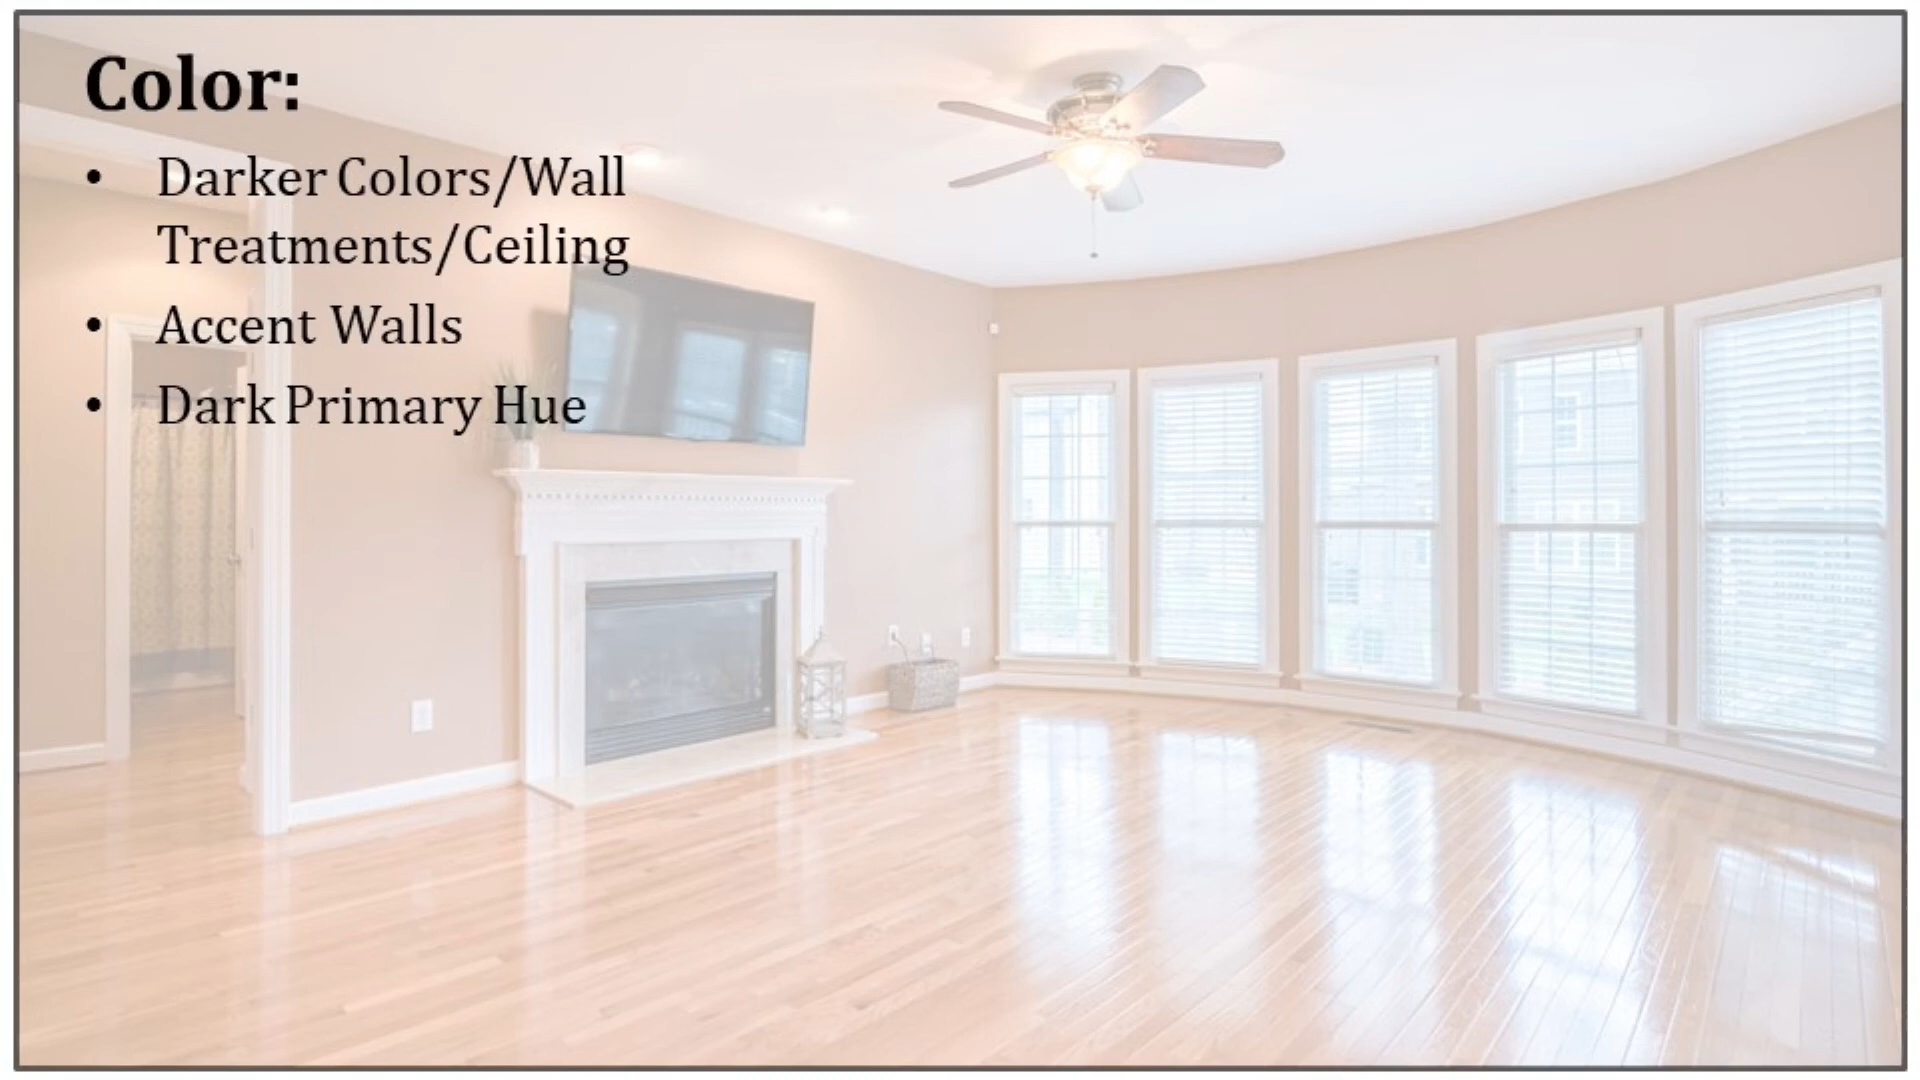 Color:
• Darker Colors/Wall
Treatments/Ceiling
• Accent Walls
• Dark Primary Hue